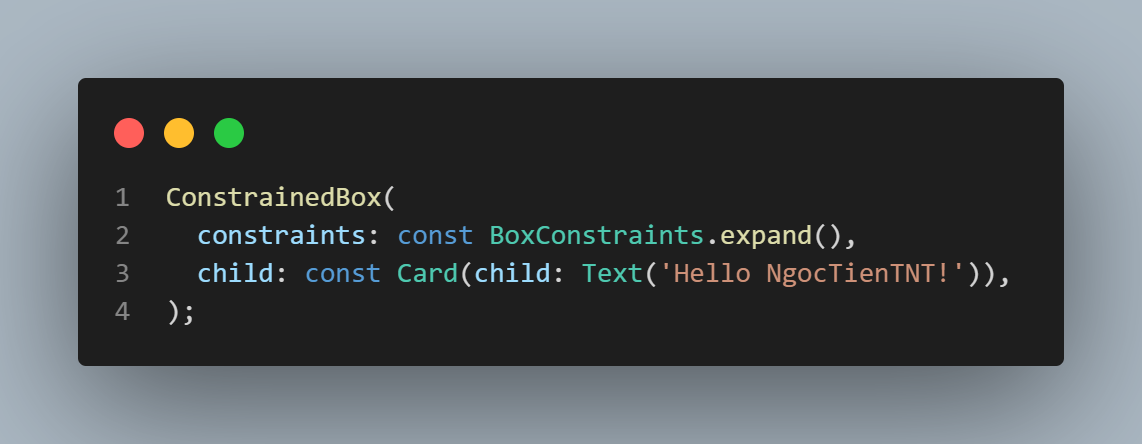 1 ConstrainedBox(
2   constraints: const BoxConstraints.expand(),
3   child: const Card(child: Text('Hello NgocTienTNT!')),
4 );